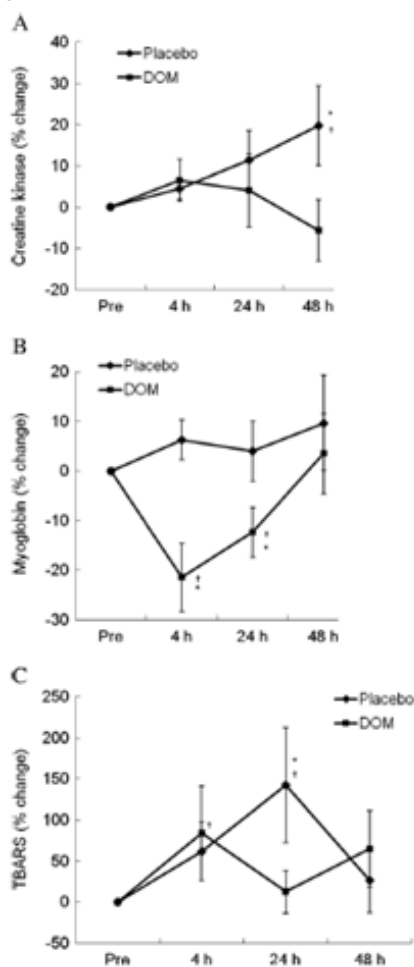 A
Placebo
DOM
Creatine kinase (% change)
40
30
20
10
0
-10
-20
*
†
Pre 4 h 24 h 48 h
B
Placebo
DOM
Myoglobin (% change)
20
10
0
-10
-20
-30
†
*
†
*
Pre 4 h 24 h 48 h
C
Placebo
DOM
TBARS (% change)
250
200
150
100
50
0
-50
†
*
†
Pre 4 h 24 h 48 h